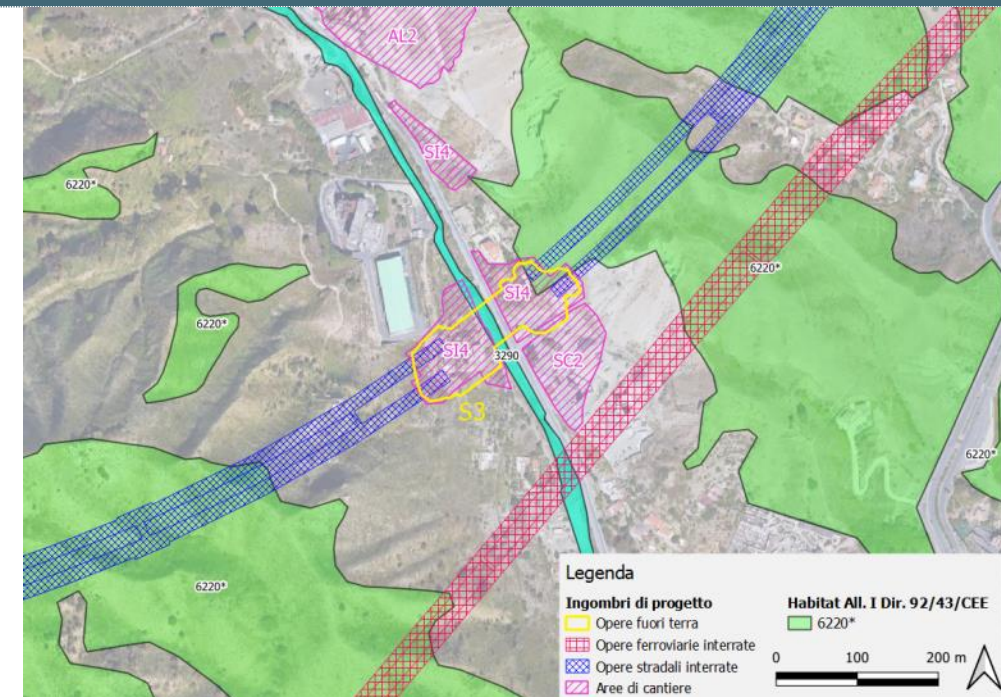 AL2
SI4
6220*
6220*
6220*
SI4
SI4
3290
SC2
S3
6220*
6220*
Legenda
Ingombri di progetto
Opere fuori terra
Opere ferroviarie interrate
Opere stradali interrate
Aree di cantiere
Habitat All. I Dir. 92/43/CEE
6220*
0 100 200 m